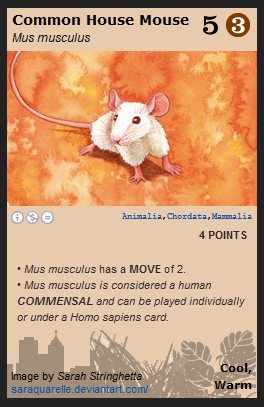 Common House Mouse 5 3
Mus musculus
Animalia,Chordata,Mammalia
4 POINTS
• Mus musculus has a MOVE of 2.
• Mus musculus is considered a human
COMMENSAL and can be played individually
or under a Homo sapiens card.
Image by Sarah Stringhetta
saraquarelle.deviantart.com/
Cool,
Warm